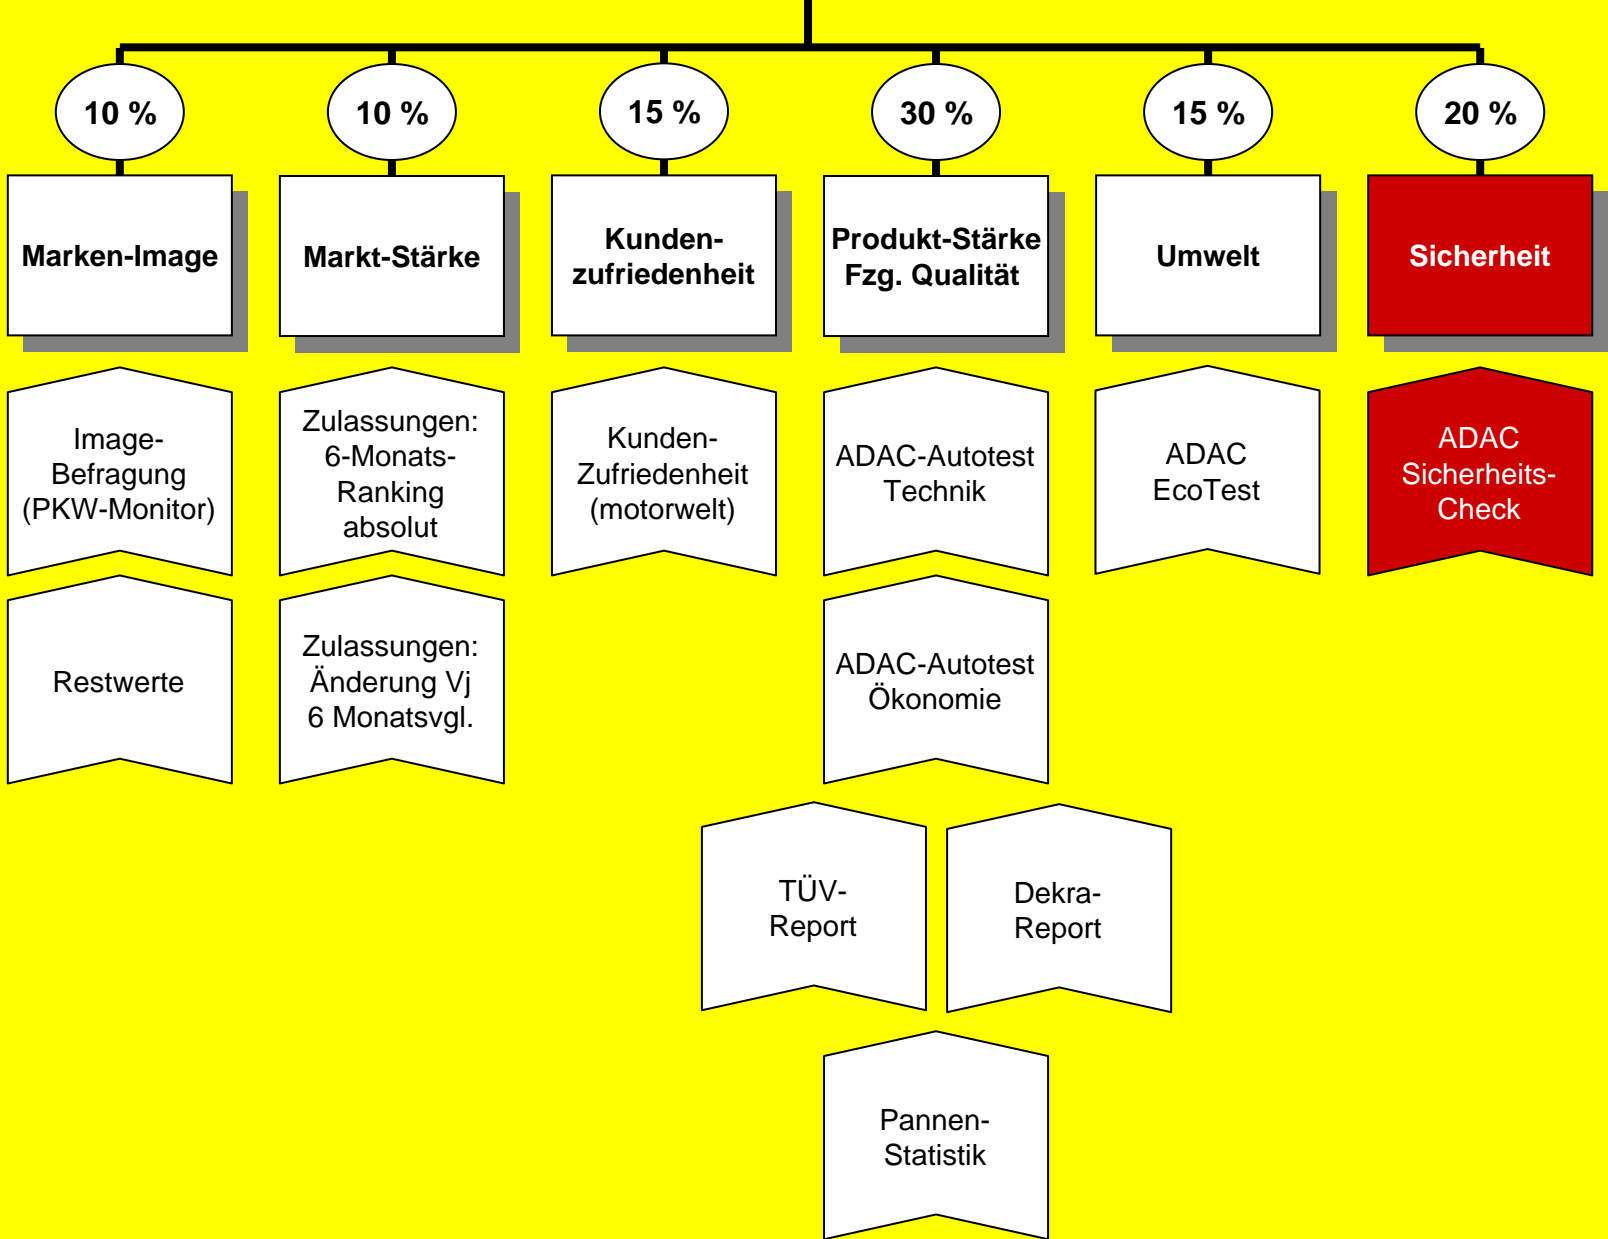 10 %
10 %
15 %
30 %
15 %
20 %
Marken-Image
Markt-Stärke
Kunden-
zufriedenheit
Produkt-Stärke
Fzg. Qualität
Umwelt
Sicherheit
Image-
Befragung
(PKW-Monitor)
Zulassungen:
6-Monats-
Ranking
absolut
Kunden-
Zufriedenheit
(motorwelt)
ADAC-Autotest
Technik
ADAC
EcoTest
ADAC
Sicherheits-
Check
Restwerte
Zulassungen:
Änderung Vj
6 Monatsvgl.
ADAC-Autotest
Ökonomie
TÜV-
Report
Dekra-
Report
Pannen-
Statistik